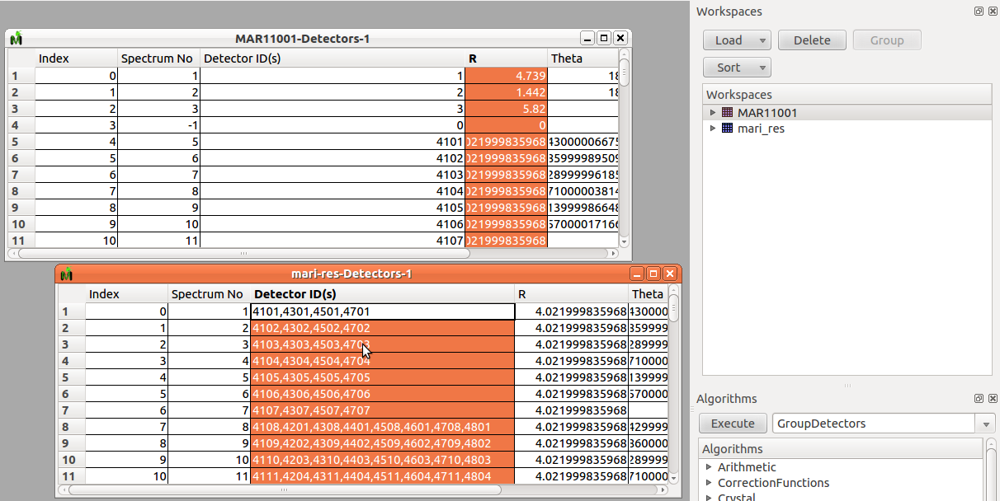 MAR11001-Detectors-1
Index Spectrum No Detector ID(s) R Theta
1 0 1 1 4.739 18
2 1 2 2 1.442 18
3 2 3 3 5.82
4 3 -1 0 0
5 4 5 4101 021999835968 43000006675
6 5 6 4102 021999835968 35999989509
7 6 7 4103 021999835968 28999996185
8 7 8 4104 021999835968 71000003814
9 8 9 4105 021999835968 13999986648
10 9 10 4106 021999835968 57000017166
11 10 11 4107 021999835968
mari-res-Detectors-1
Index Spectrum No Detector ID(s) R Theta
1 0 1 4101,4301,4501,4701 4.021999835968 430000
2 1 2 4102,4302,4502,4702 4.021999835968 359999
3 2 3 4103,4303,4503,4703 4.021999835968 289999
4 3 4 4104,4304,4504,4704 4.021999835968 710000
5 4 5 4105,4305,4505,4705 4.021999835968 139999
6 5 6 4106,4306,4506,4706 4.021999835968 570000
7 6 7 4107,4307,4507,4707 4.021999835968
8 7 8 4108,4201,4308,4401,4508,4601,4708,4801 4.021999835968 429999
9 8 9 4109,4202,4309,4402,4509,4602,4709,4802 4.021999835968 360000
10 9 10 4110,4203,4310,4403,4510,4603,4710,4803 4.021999835968 289999
11 10 11 4111,4204,4311,4404,4511,4604,4711,4804 4.021999835968 710000
Workspaces
Load Delete Group
Sort
Workspaces
MAR11001
mari_res
Algorithms
Execute GroupDetectors
Algorithms
Arithmetic
CorrectionFunctions
Crystal